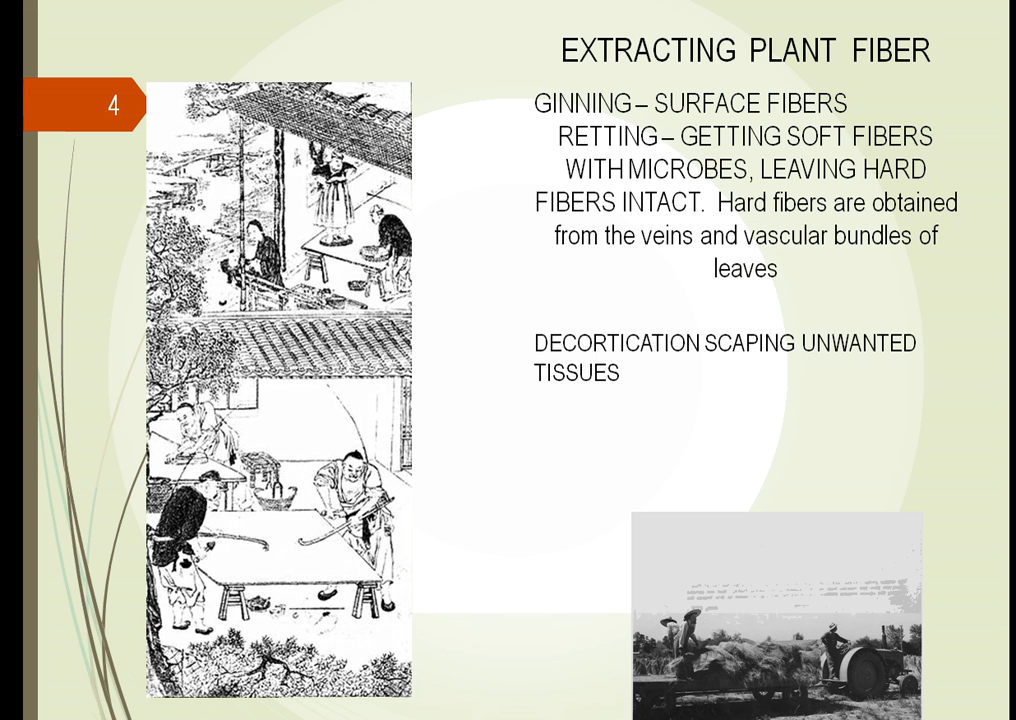 EXTRACTING PLANT FIBER
4
GINNING – SURFACE FIBERS
RETTING – GETTING SOFT FIBERS
WITH MICROBES, LEAVING HARD
FIBERS INTACT. Hard fibers are obtained
from the veins and vascular bundles of
leaves
DECORTICATION SCAPING UNWANTED
TISSUES